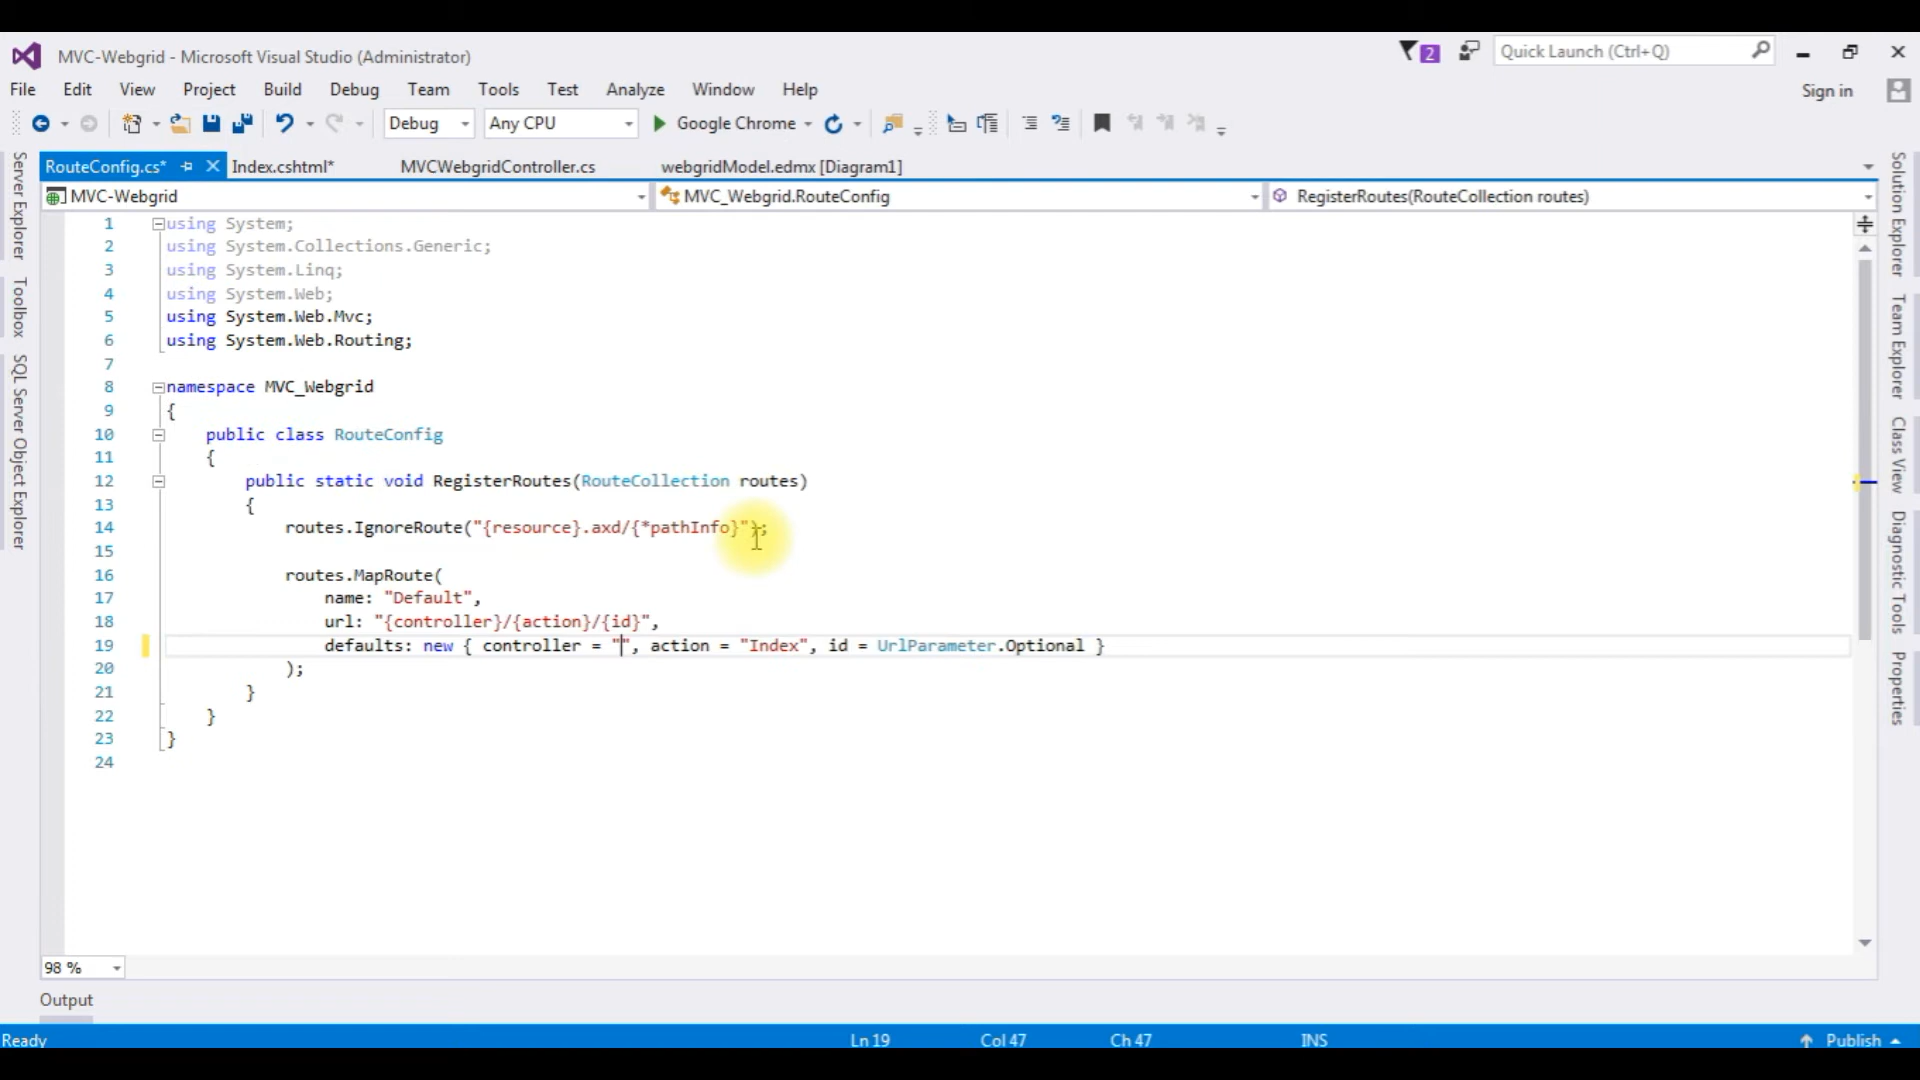 MVC-Webgrid - Microsoft Visual Studio (Administrator)
2
Quick Launch (Ctrl+Q)
File Edit View Project Build Debug Team Tools Test Analyze Window Help
Sign in
Debug Any CPU Google Chrome
RouteConfig.cs* Index.cshtml* MVCWebgridController.cs webgridModel.edmx [Diagram1]
MVC-Webgrid MVC_Webgrid.RouteConfig RegisterRoutes(RouteCollection routes)
Server Explorer
Toolbox
SQL Server Object Explorer
1 using System;
2 using System.Collections.Generic;
3 using System.Linq;
4 using System.Web;
5 using System.Web.Mvc;
6 using System.Web.Routing;
7
8 namespace MVC_Webgrid
9 {
10 public class RouteConfig
11 {
12 public static void RegisterRoutes(RouteCollection routes)
13 {
14 routes.IgnoreRoute("{resource}.axd/{*pathInfo}");
15
16 routes.MapRoute(
17 name: "Default",
18 url: "{controller}/{action}/{id}",
19 defaults: new { controller = "", action = "Index", id = UrlParameter.Optional }
20 );
21 }
22 }
23 }
24
Solution Explorer
Team Explorer
Class View
Diagnostic Tools
Properties
98 %
Output
Ready Ln 19 Col 47 Ch 47 INS Publish